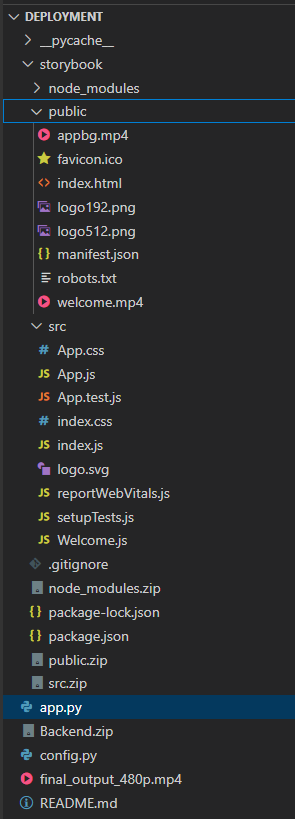 DEPLOYMENT
__pycache__
storybook
node_modules
public
appbg.mp4
favicon.ico
index.html
logo192.png
logo512.png
manifest.json
robots.txt
welcome.mp4
src
App.css
App.js
App.test.js
index.css
index.js
logo.svg
reportWebVitals.js
setupTests.js
Welcome.js
.gitignore
node_modules.zip
package-lock.json
package.json
public.zip
src.zip
app.py
Backend.zip
config.py
final_output_480p.mp4
README.md